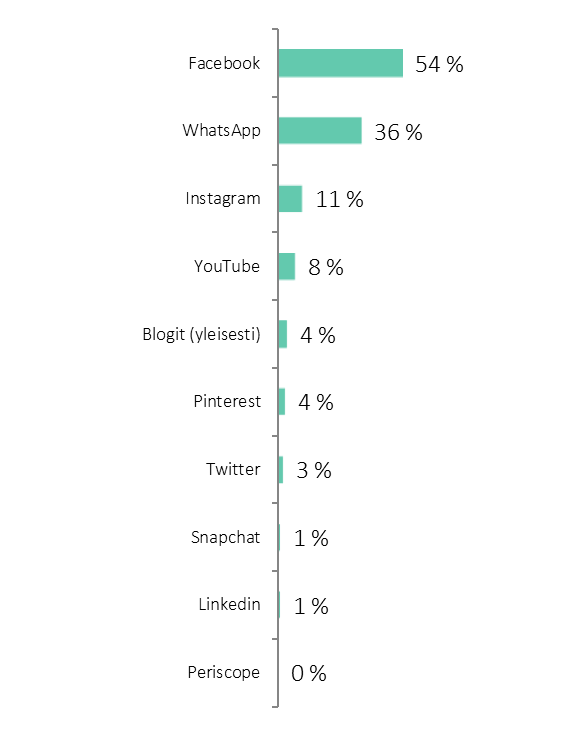 Facebook 54 %
WhatsApp 36 %
Instagram 11 %
YouTube 8 %
Blogit (yleisesti) 4 %
Pinterest 4 %
Twitter 3 %
Snapchat 1 %
Linkedin 1 %
Periscope 0 %